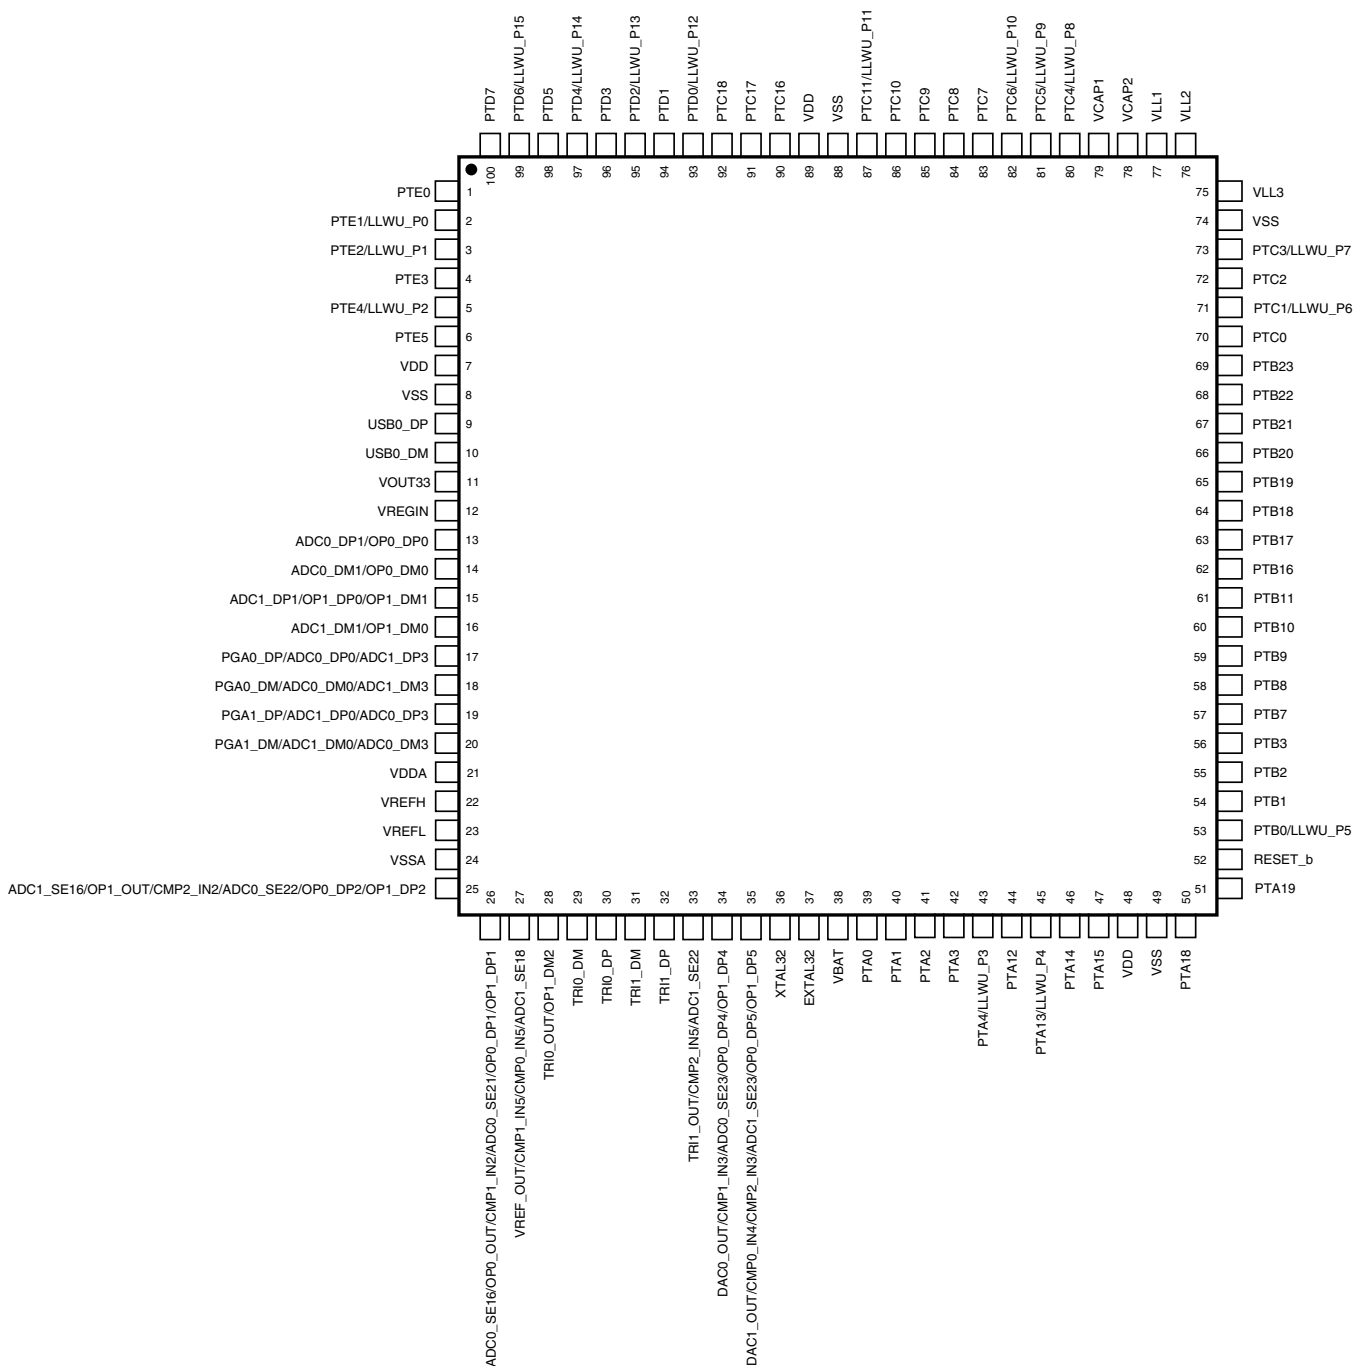 PTD7
PTD6/LLWU_P15
PTD5
PTD4/LLWU_P14
PTD3
PTD2/LLWU_P13
PTD1
PTD0/LLWU_P12
PTC18
PTC17
PTC16
VDD
VSS
PTC11/LLWU_P11
PTC10
PTC9
PTC8
PTC7
PTC6/LLWU_P10
PTC5/LLWU_P9
PTC4/LLWU_P8
VCAP1
VCAP2
VLL1
VLL2
100
99
98
97
96
95
94
93
92
91
90
89
88
87
86
85
84
83
82
81
80
79
78
77
76
PTE0 1
PTE1/LLWU_P0 2
PTE2/LLWU_P1 3
PTE3 4
PTE4/LLWU_P2 5
PTE5 6
VDD 7
VSS 8
USB0_DP 9
USB0_DM 10
VOUT33 11
VREGIN 12
ADC0_DP1/OP0_DP0 13
ADC0_DM1/OP0_DM0 14
ADC1_DP1/OP1_DP0/OP1_DM1 15
ADC1_DM1/OP1_DM0 16
PGA0_DP/ADC0_DP0/ADC1_DP3 17
PGA0_DM/ADC0_DM0/ADC1_DM3 18
PGA1_DP/ADC1_DP0/ADC0_DP3 19
PGA1_DM/ADC1_DM0/ADC0_DM3 20
VDDA 21
VREFH 22
VREFL 23
VSSA 24
ADC1_SE16/OP1_OUT/CMP2_IN2/ADC0_SE22/OP0_DP2/OP1_DP2 25
75 VLL3
74 VSS
73 PTC3/LLWU_P7
72 PTC2
71 PTC1/LLWU_P6
70 PTC0
69 PTB23
68 PTB22
67 PTB21
66 PTB20
65 PTB19
64 PTB18
63 PTB17
62 PTB16
61 PTB11
60 PTB10
59 PTB9
58 PTB8
57 PTB7
56 PTB3
55 PTB2
54 PTB1
53 PTB0/LLWU_P5
52 RESET_b
51 PTA19
26
27
28
29
30
31
32
33
34
35
36
37
38
39
40
41
42
43
44
45
46
47
48
49
50
ADC0_SE16/OP0_OUT/CMP1_IN2/ADC0_SE21/OP0_DP1/OP1_DP1
VREF_OUT/CMP1_IN5/CMP0_IN5/ADC1_SE18
TRI0_OUT/OP1_DM2
TRI0_DM
TRI0_DP
TRI1_DM
TRI1_DP
TRI1_OUT/CMP2_IN5/ADC1_SE22
DAC0_OUT/CMP1_IN3/ADC0_SE23/OP0_DP4/OP1_DP4
DAC1_OUT/CMP0_IN4/CMP2_IN3/ADC1_SE23/OP0_DP5/OP1_DP5
XTAL32
EXTAL32
VBAT
PTA0
PTA1
PTA2
PTA3
PTA4/LLWU_P3
PTA12
PTA13/LLWU_P4
PTA14
PTA15
VDD
VSS
PTA18